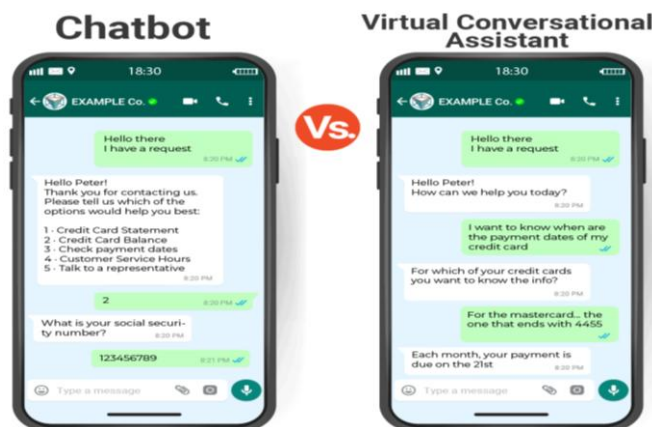 Chatbot
Vs.
Virtual Conversational
Assistant
18:30
EXAMPLE Co.
Hello there
I have a request
8:20 PM
Hello Peter!
Thank you for contacting us.
Please tell us which of the
options would help you best:
1 - Credit Card Statement
2 - Credit Card Balance
3 - Check payment dates
4 - Customer Service Hours
5 - Talk to a representative
8:20 PM
2
8:20 PM
What is your social securi-
ty number?
8:20 PM
123456789
8:21 PM
Type a message
18:30
EXAMPLE Co.
Hello there
I have a request
8:20 PM
Hello Peter!
How can we help you today?
8:20 PM
I want to know when are
the payment dates of my
credit card
For which of your credit cards
you want to know the info?
8:20 PM
For the mastercard... the
one that ends with 4455
Each month, your payment is
due on the 21st
8:20 PM
Type a message